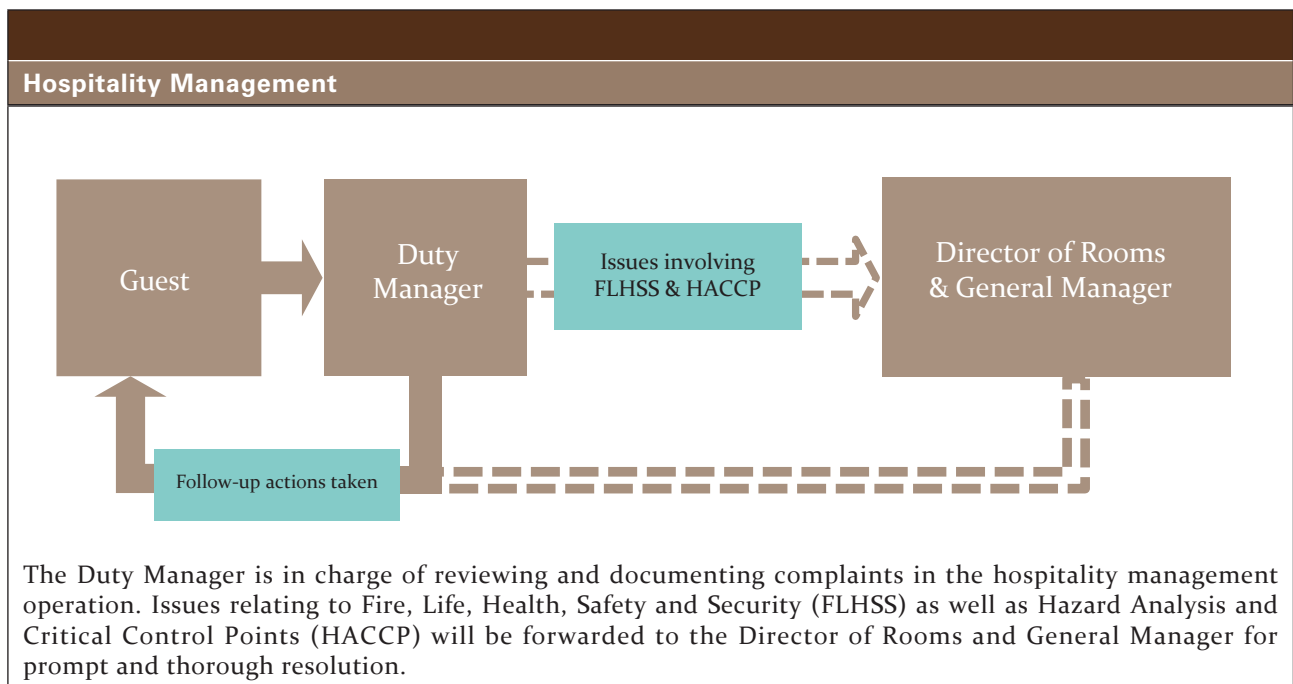 Hospitality Management
Guest
Duty
Manager
Issues involving
FLHSS & HACCP
Director of Rooms
& General Manager
Follow-up actions taken
The Duty Manager is in charge of reviewing and documenting complaints in the hospitality management
operation. Issues relating to Fire, Life, Health, Safety and Security (FLHSS) as well as Hazard Analysis and
Critical Control Points (HACCP) will be forwarded to the Director of Rooms and General Manager for
prompt and thorough resolution.